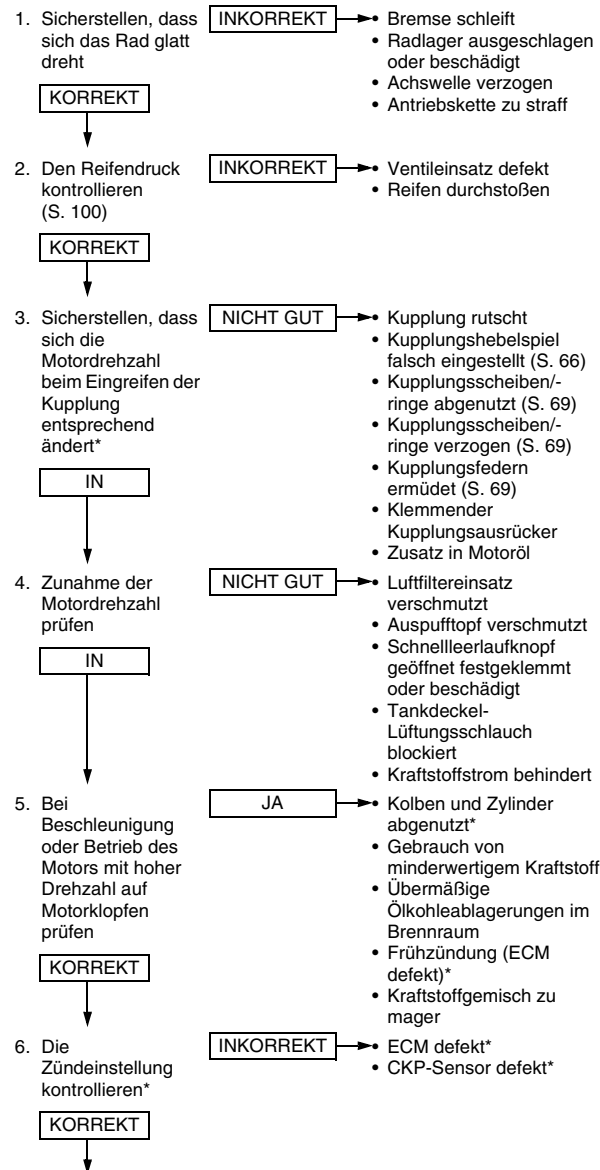 1. Sicherstellen, dass
sich das Rad glatt
dreht
INKORREKT
• Bremse schleift
• Radlager ausgeschlagen
oder beschädigt
• Achswelle verzogen
• Antriebskette zu straff
KORREKT
2. Den Reifendruck
kontrollieren
(S. 100)
INKORREKT
• Ventileinsatz defekt
• Reifen durchstoßen
KORREKT
3. Sicherstellen, dass
sich die
Motordrehzahl
beim Eingreifen der
Kupplung
entsprechend
ändert*
NICHT GUT
• Kupplung rutscht
• Kupplungshebelspiel
falsch eingestellt (S. 66)
• Kupplungsscheiben/-
ringe abgenutzt (S. 69)
• Kupplungsscheiben/-
ringe verzogen (S. 69)
• Kupplungsfedern
ermüdet (S. 69)
• Klemmender
Kupplungsausrücker
• Zusatz in Motoröl
IN
4. Zunahme der
Motordrehzahl
prüfen
NICHT GUT
• Luftfiltereinsatz
verschmutzt
• Auspufftopf verschmutzt
• Schnellleerlaufknopf
geöffnet festgeklemmt
oder beschädigt
• Tankdeckel-
Lüftungsschlauch
blockiert
• Kraftstoffstrom behindert
IN
5. Bei
Beschleunigung
oder Betrieb des
Motors mit hoher
Drehzahl auf
Motorklopfen
prüfen
JA
• Kolben und Zylinder
abgenutzt*
• Gebrauch von
minderwertigem Kraftstoff
• Übermäßige
Ölkohleablagerungen im
Brennraum
• Frühzündung (ECM
defekt)*
• Kraftstoffgemisch zu
mager
KORREKT
6. Die
Zündeinstellung
kontrollieren*
INKORREKT
• ECM defekt*
• CKP-Sensor defekt*
KORREKT